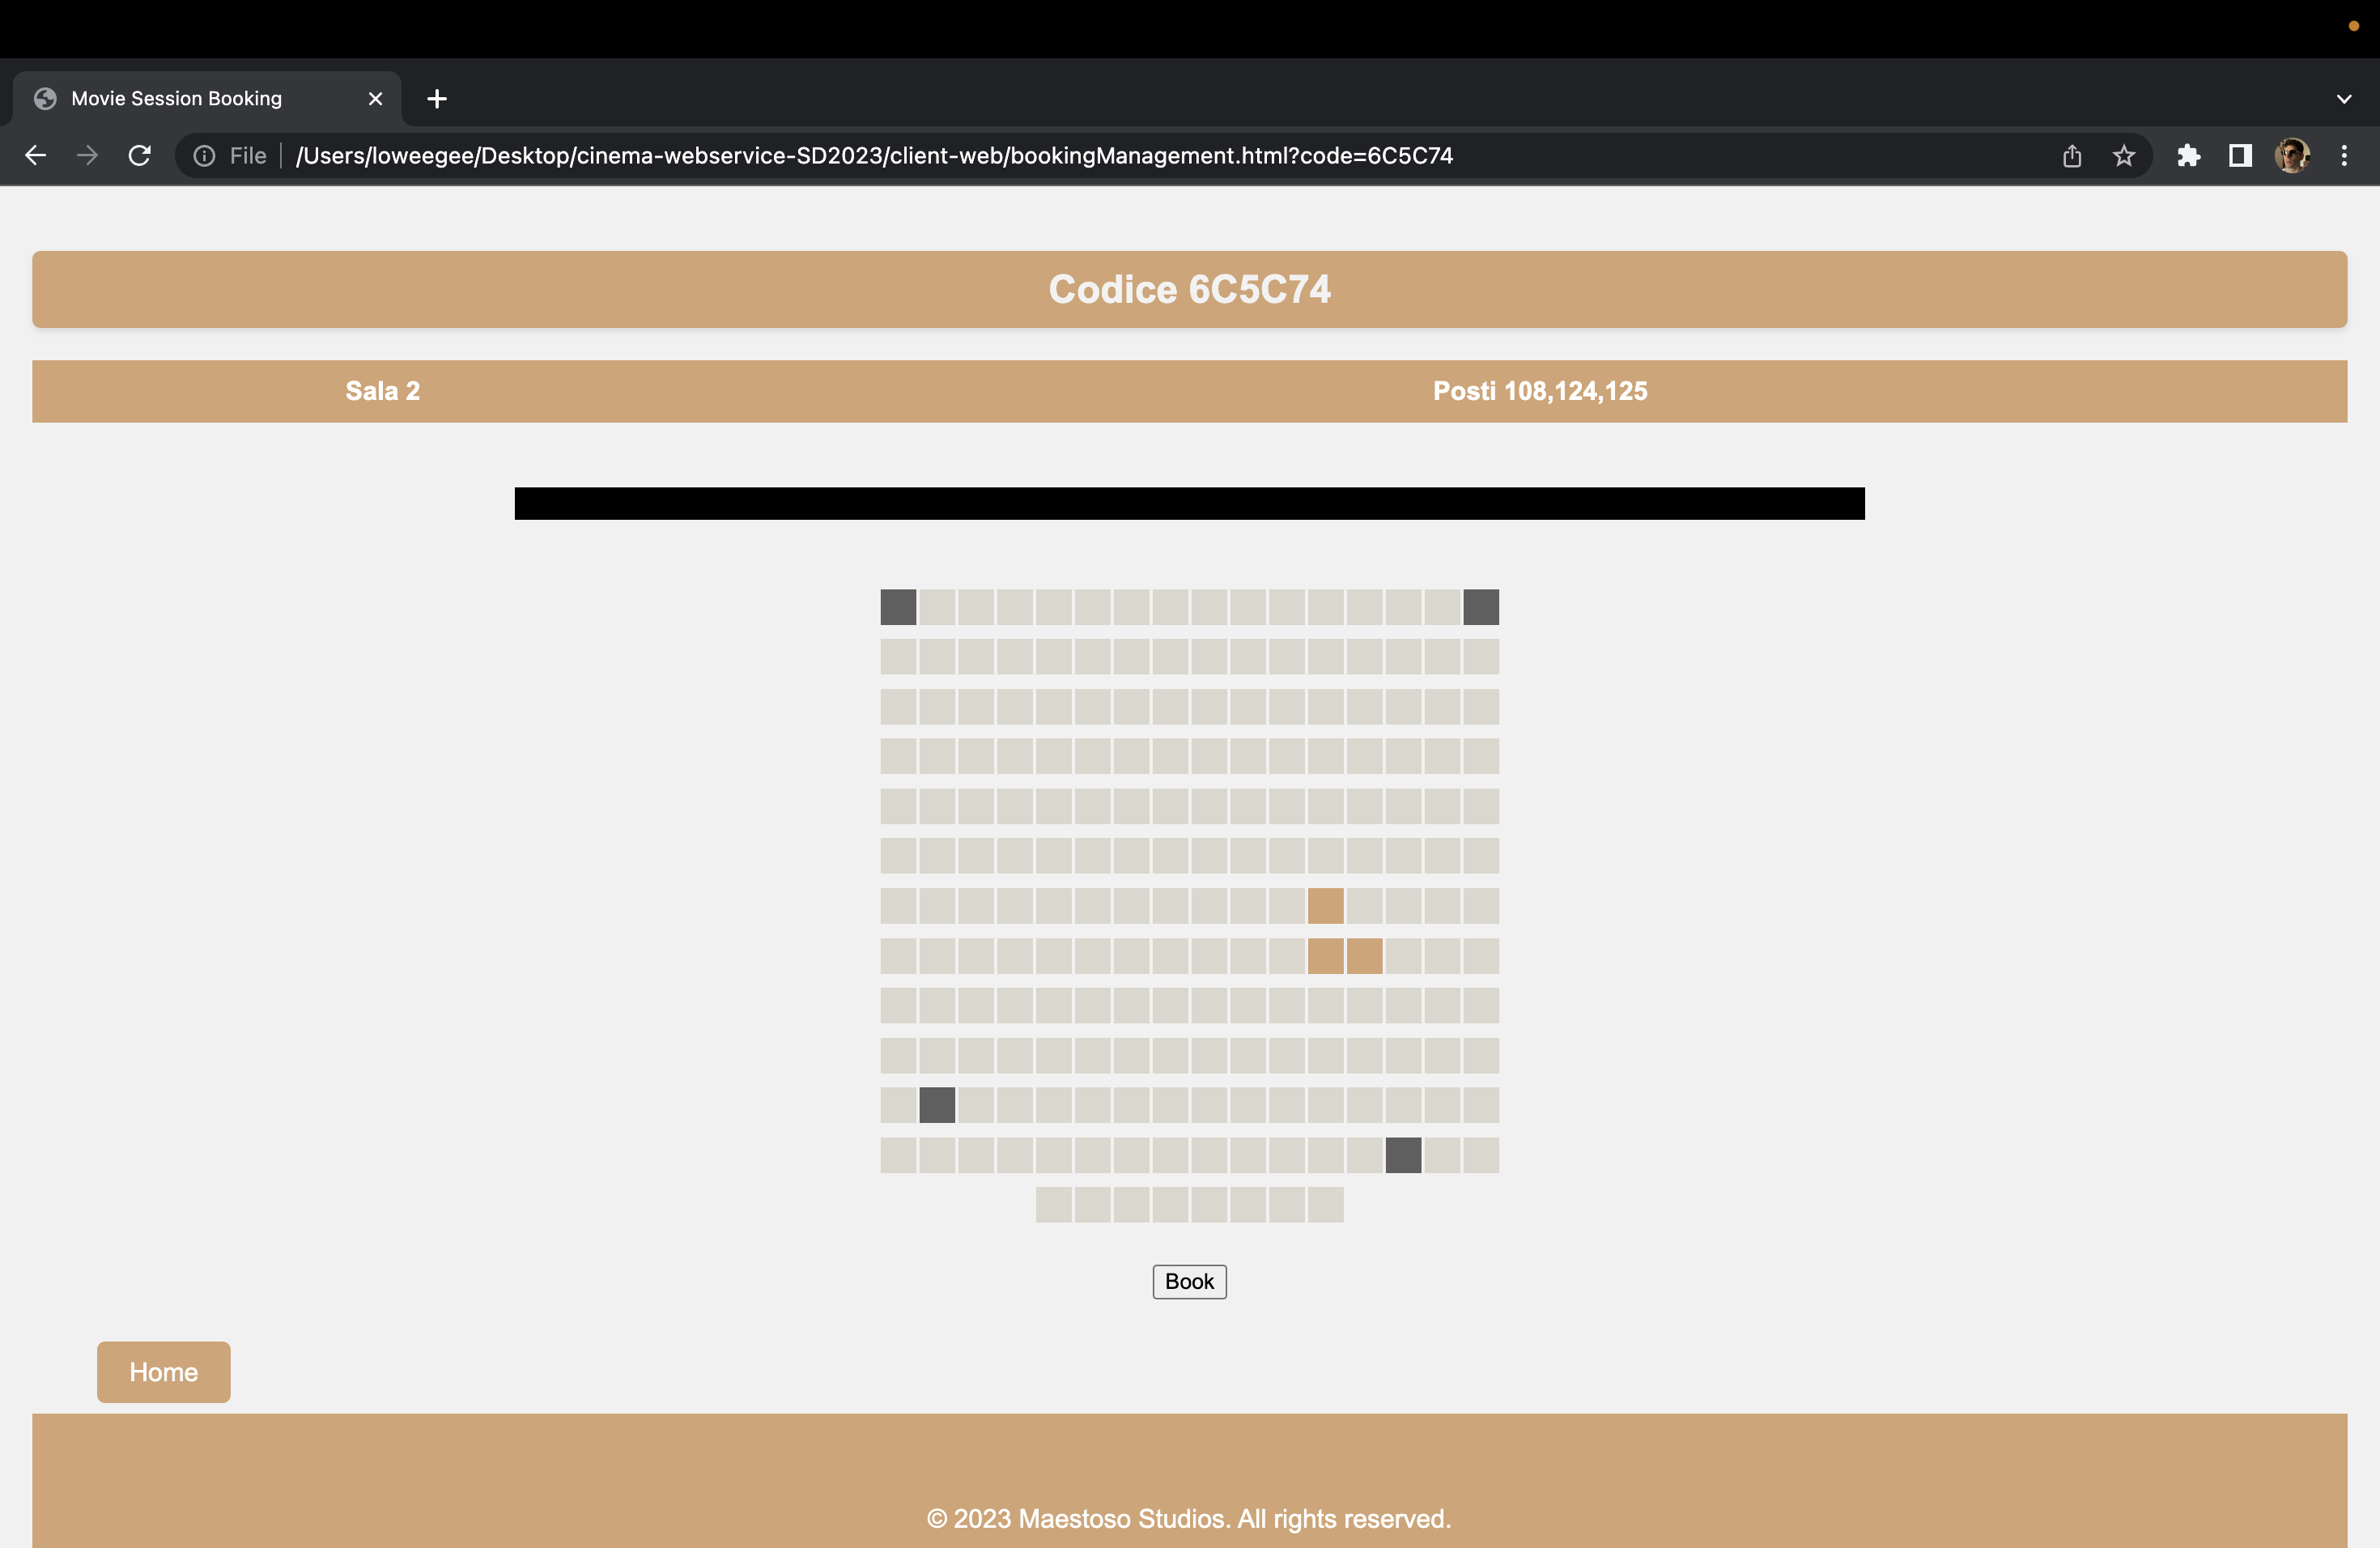 Movie Session Booking
File
/Users/loweegee/Desktop/cinema-webservice-SD2023/client-web/bookingManagement.html?code=6C5C74
Codice 6C5C74
Sala 2
Posti 108,124,125
Book
Home
© 2023 Maestoso Studios. All rights reserved.